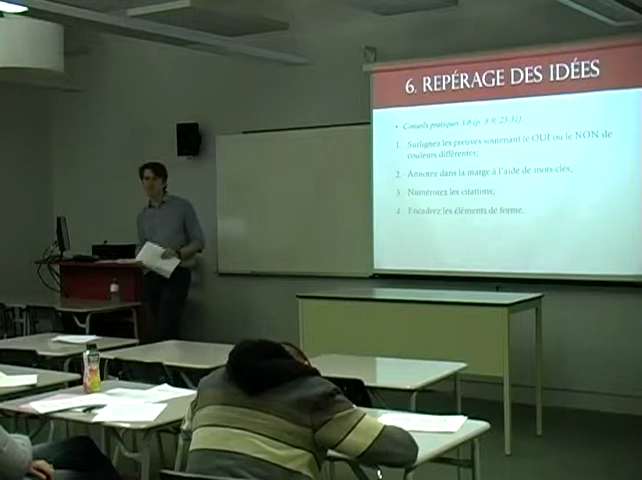 6. REPÉRAGE DES IDÉES
• Conseils pratiques 3.6 (p.
1. Surlignez les preuves soutenant le OUI ou le NON de
couleurs différentes,
2. Annotez dans la marge à l'aide de mots-clés,
3 Numérotez les citations,
4 Encadrez les éléments de forme.